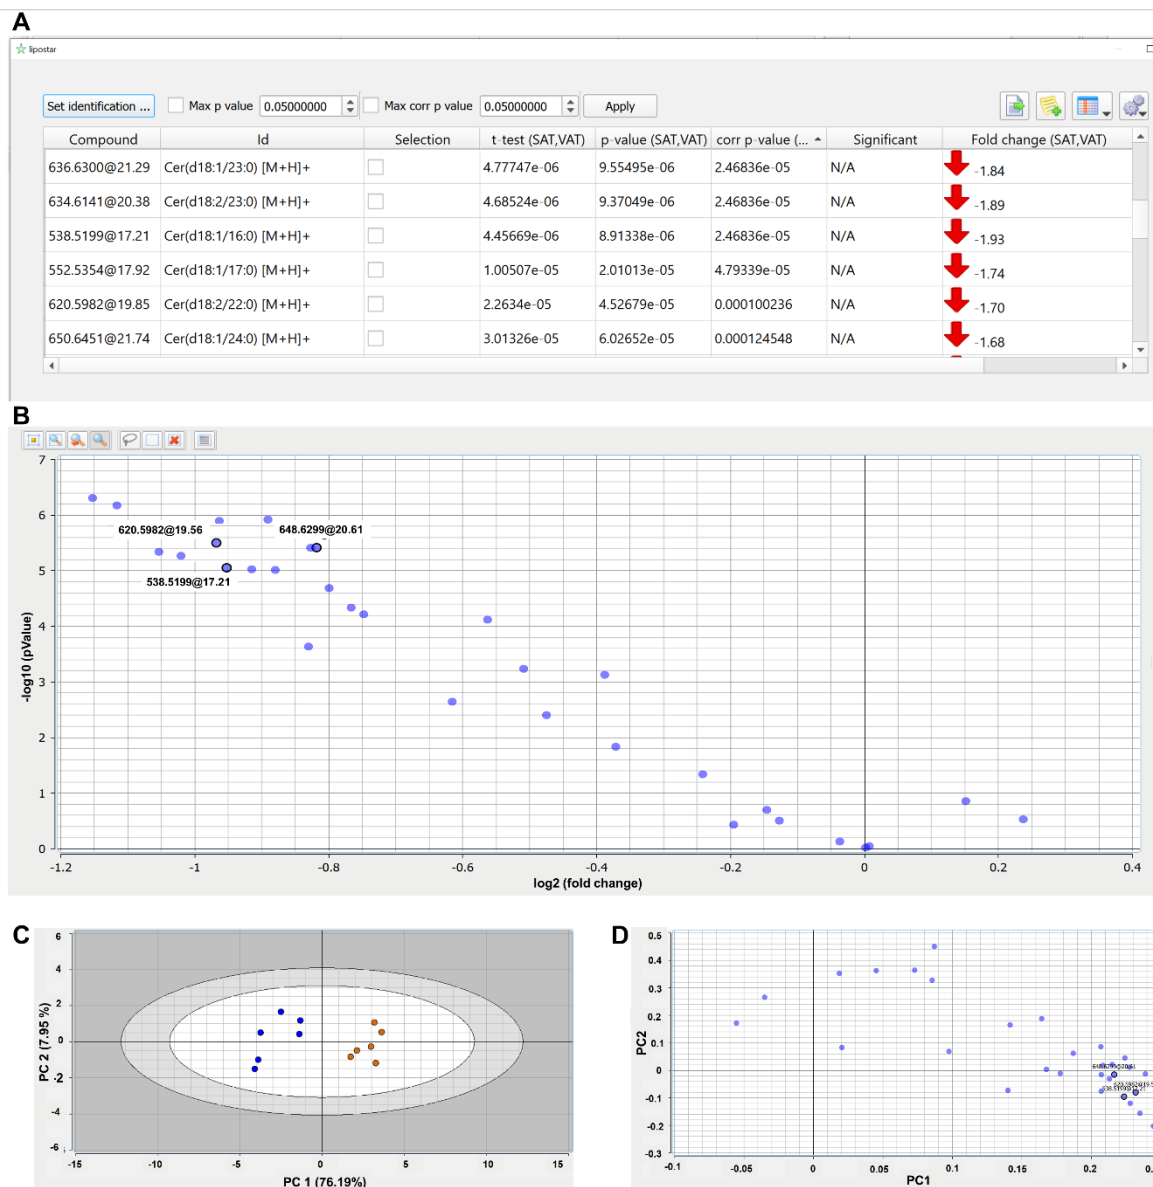 A
lipostar
Set identification ... Max p value 0.05000000 Max corr p value 0.05000000 Apply
Compound Id Selection t-test (SAT,VAT) p-value (SAT,VAT) corr p-value (... Significant Fold change (SAT,VAT)
636.6300@21.29 Cer(d18:1/23:0) [M+H]+ 4.77747e-06 9.55495e-06 2.46836e-05 N/A -1.84
634.6141@20.38 Cer(d18:2/23:0) [M+H]+ 4.68524e-06 9.37049e-06 2.46836e-05 N/A -1.89
538.5199@17.21 Cer(d18:1/16:0) [M+H]+ 4.45669e-06 8.91338e-06 2.46836e-05 N/A -1.93
552.5354@17.92 Cer(d18:1/17:0) [M+H]+ 1.00507e-05 2.01013e-05 4.79339e-05 N/A -1.74
620.5982@19.85 Cer(d18:2/22:0) [M+H]+ 2.2634e-05 4.52679e-05 0.000100236 N/A -1.70
650.6451@21.74 Cer(d18:1/24:0) [M+H]+ 3.01326e-05 6.02652e-05 0.000124548 N/A -1.68
B
7
6
5
4
3
2
1
0
-log10 (pValue)
620.5982@19.56
648.6299@20.61
538.5199@17.21
-1.2 -1 -0.8 -0.6 -0.4 -0.2 0 0.2 0.4
log2 (fold change)
C
6
4
2
0
-2
-4
-6
PC 2 (7.95 %)
-15 -10 -5 0 5 10 15
PC 1 (76.19%)
D
0.5
0.4
0.3
0.2
0.1
0
-0.1
-0.2
-0.3
PC2
648.6299@20.61
-0.1 -0.05 0 0.05 0.1 0.15 0.2
PC1